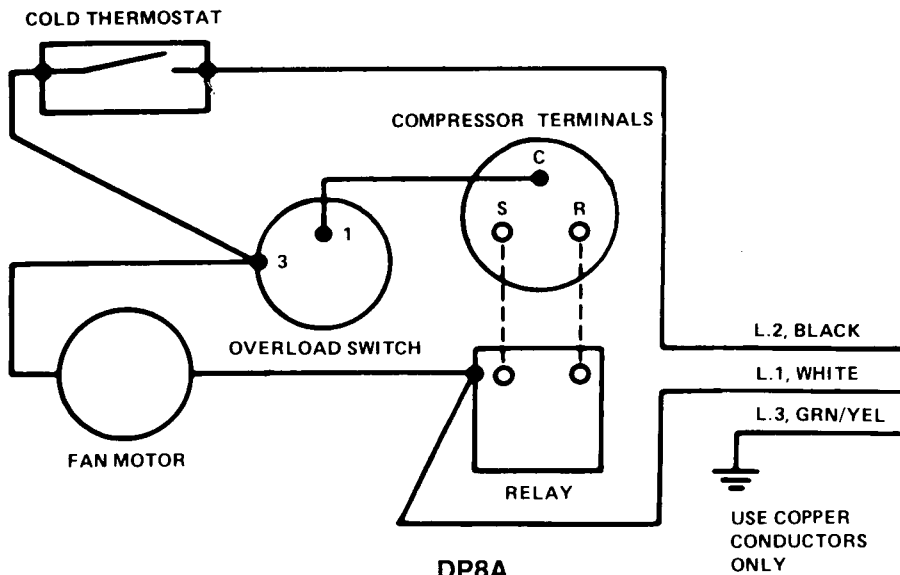 COLD THERMOSTAT
COMPRESSOR TERMINALS
C
S R
1
3
OVERLOAD SWITCH
L.2, BLACK
L.1, WHITE
L.3, GRN/YEL
FAN MOTOR
RELAY
USE COPPER
CONDUCTORS
ONLY
DP8A